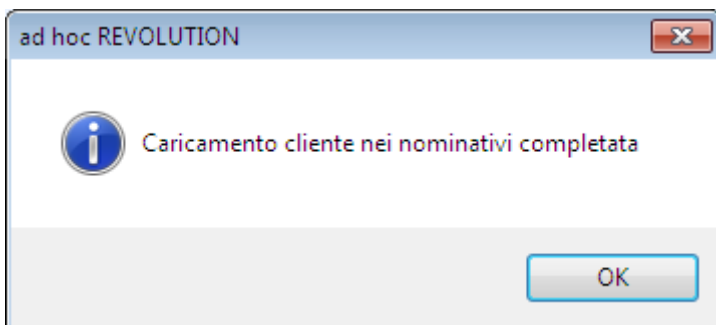 ad hoc REVOLUTION
Caricamento cliente nei nominativi completata
OK